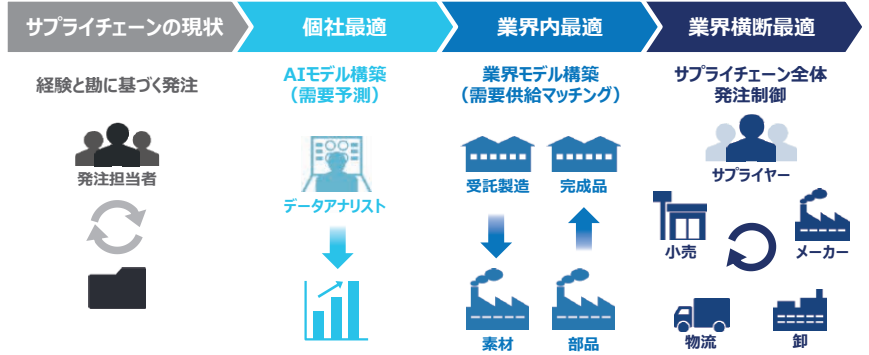 サプライチェーンの現状
個社最適
業界内最適
業界横断最適
経験と勘に基づく発注
発注担当者
AIモデル構築
(需要予測)
データアナリスト
業界モデル構築
(需要供給マッチング)
受託製造
完成品
素材
部品
サプライチェーン全体
発注制御
サプライヤー
小売
メーカー
物流
卸